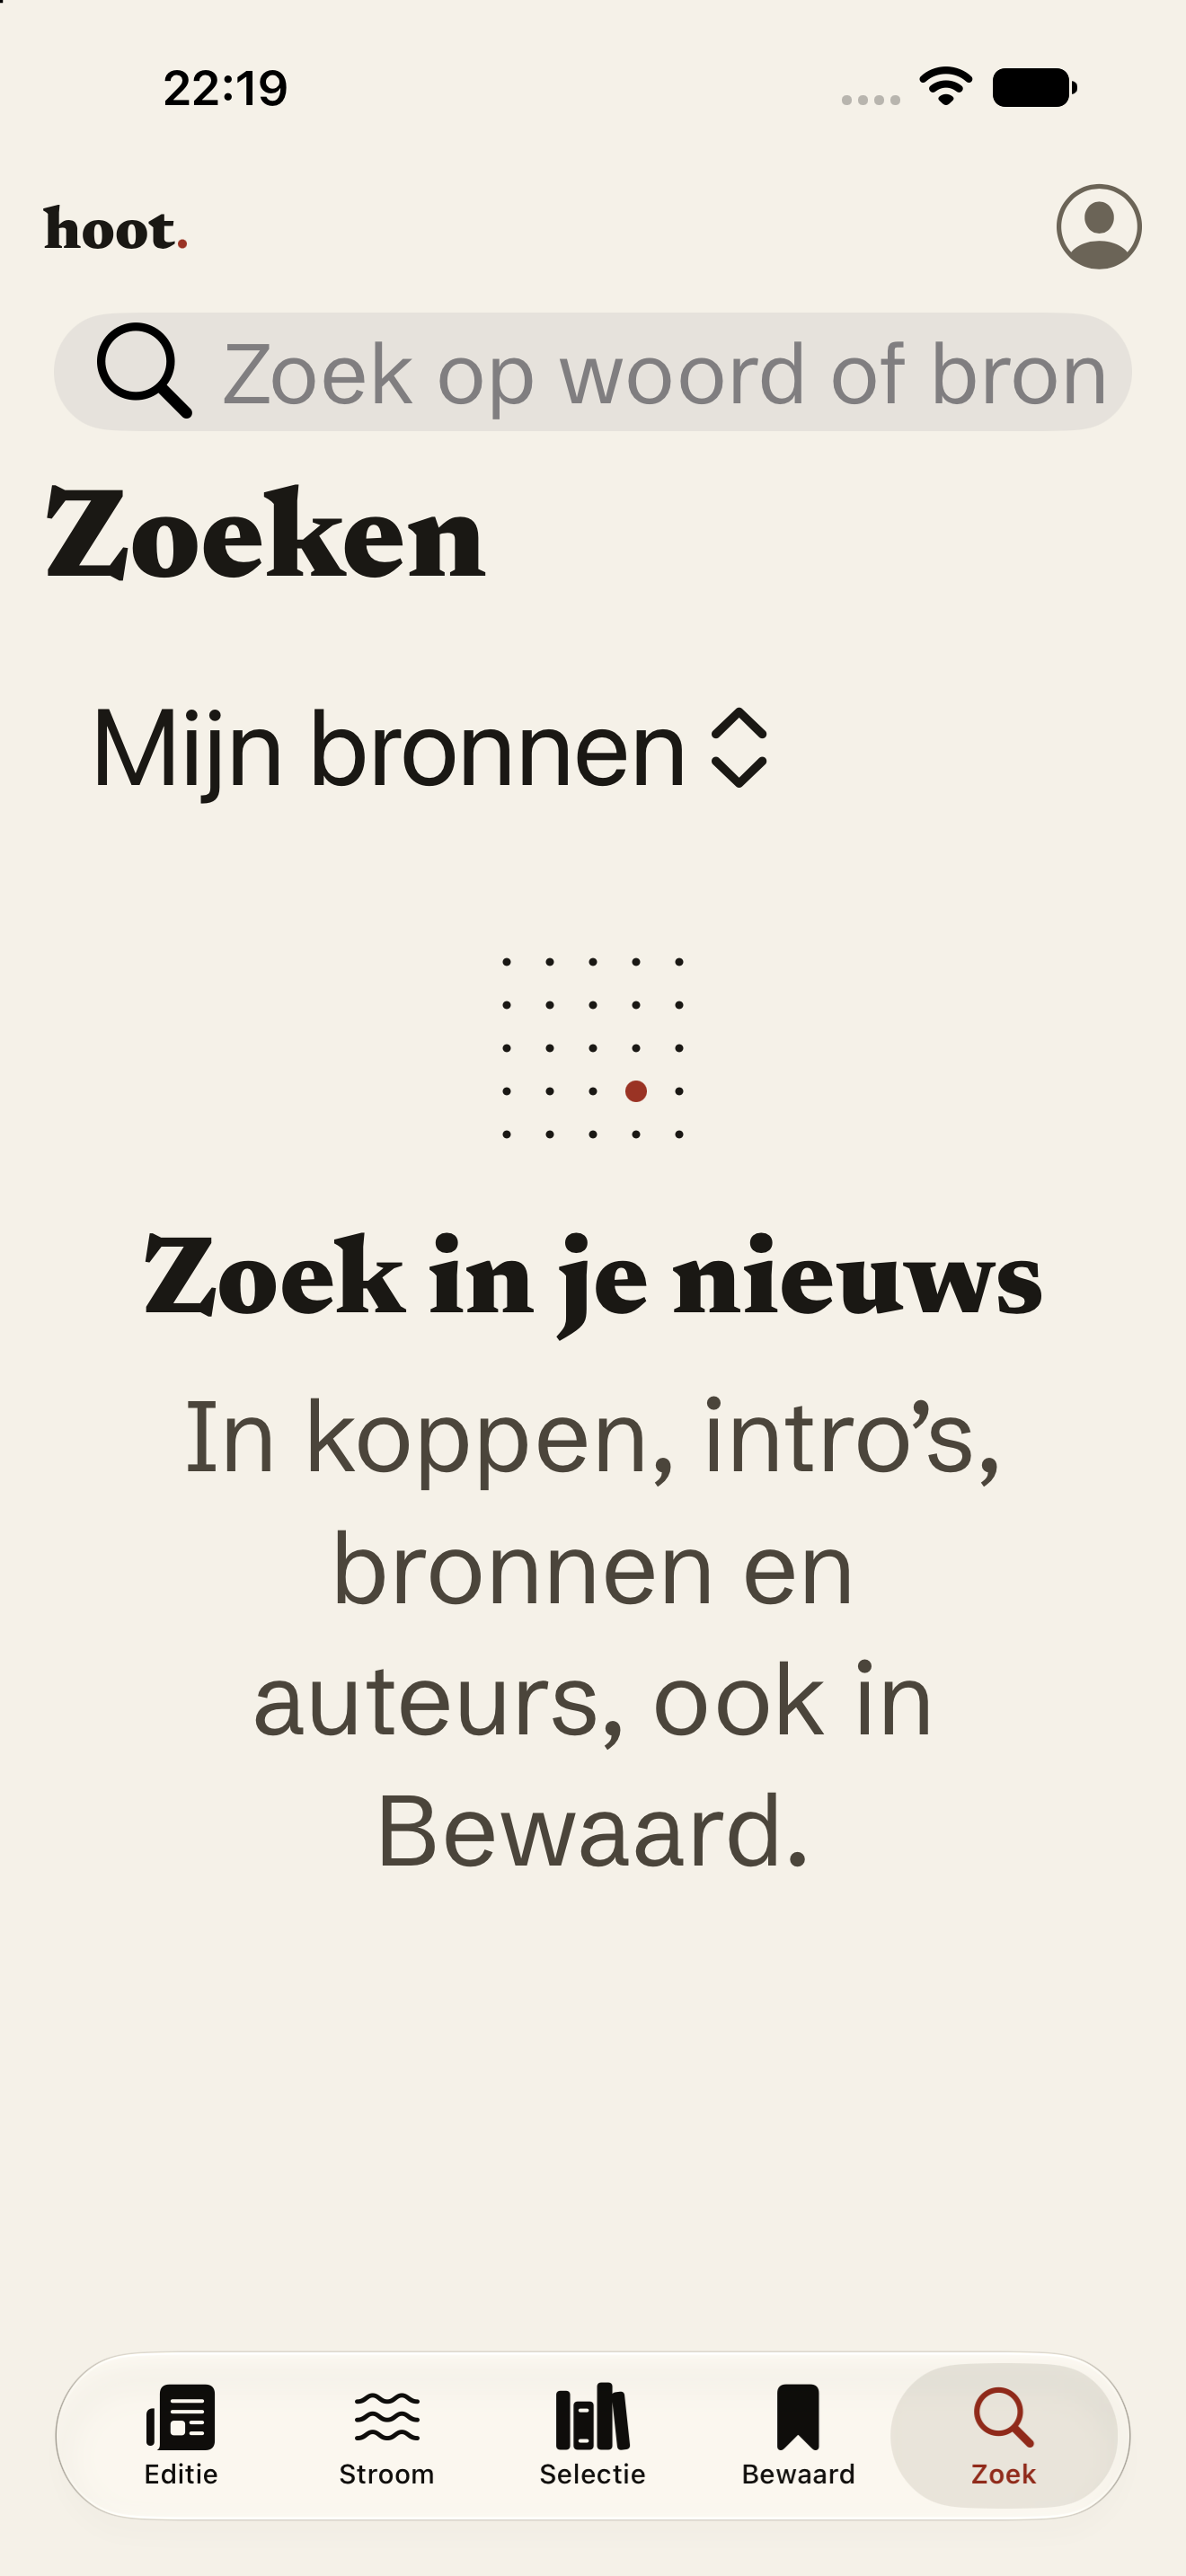 22:19
hoot.
Zoek op woord of bron
Zoeken
Mijn bronnen
Zoek in je nieuws
In koppen, intro’s,
bronnen en
auteurs, ook in
Bewaard.
Editie
Stroom
Selectie
Bewaard
Zoek